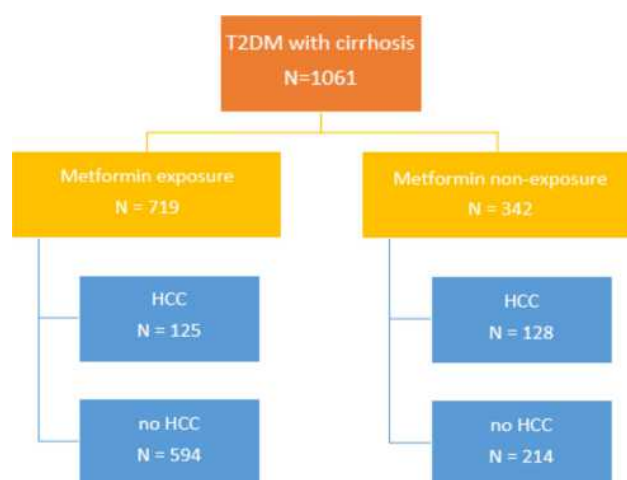 T2DM with cirrhosis
N=1061
Metformin exposure
N = 719
Metformin non-exposure
N = 342
HCC
N = 125
HCC
N = 128
no HCC
N = 594
no HCC
N = 214